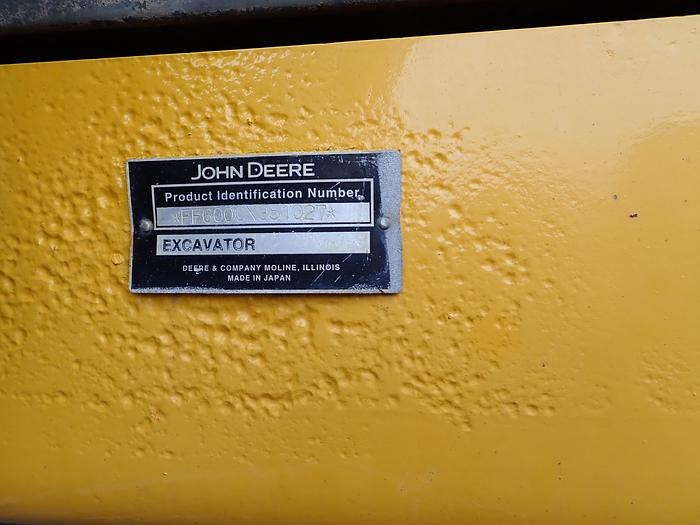 JOHN DEERE
Product Identification Number
EXCAVATOR
DEERE & COMPANY MOLINE, ILLINOIS
MADE IN JAPAN